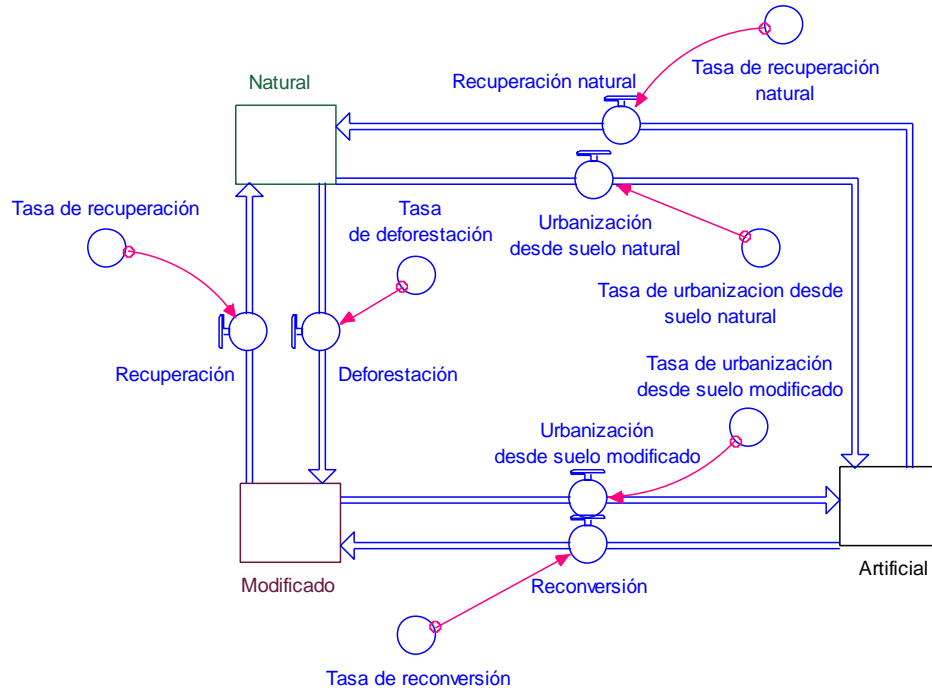 Natural
Recuperación natural
Tasa de recuperación
natural
Tasa de recuperación
Tasa
de deforestación
Urbanización
desde suelo natural
Tasa de urbanizacion desde
suelo natural
Recuperación
Deforestación
Tasa de urbanización
desde suelo modificado
Urbanización
desde suelo modificado
Modificado
Reconversión
Artificial
Tasa de reconversión